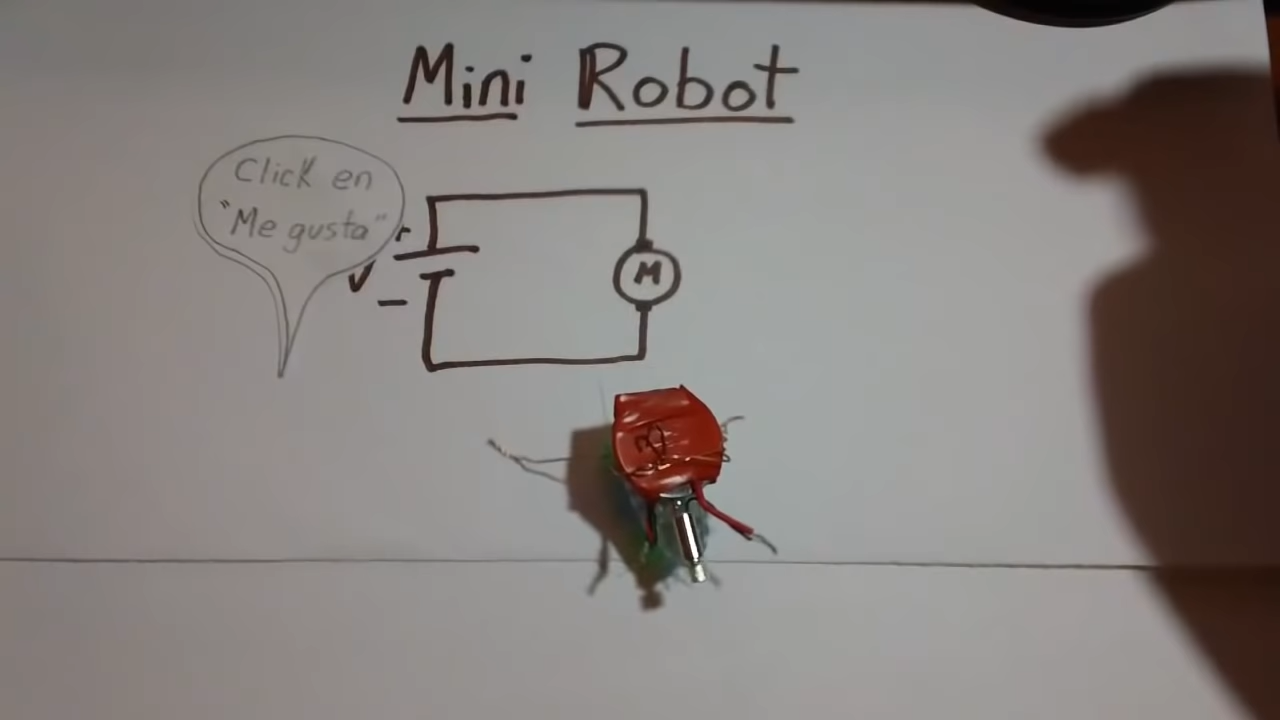 Mini Robot
Click en
"Me gusta"
+
V
−
M